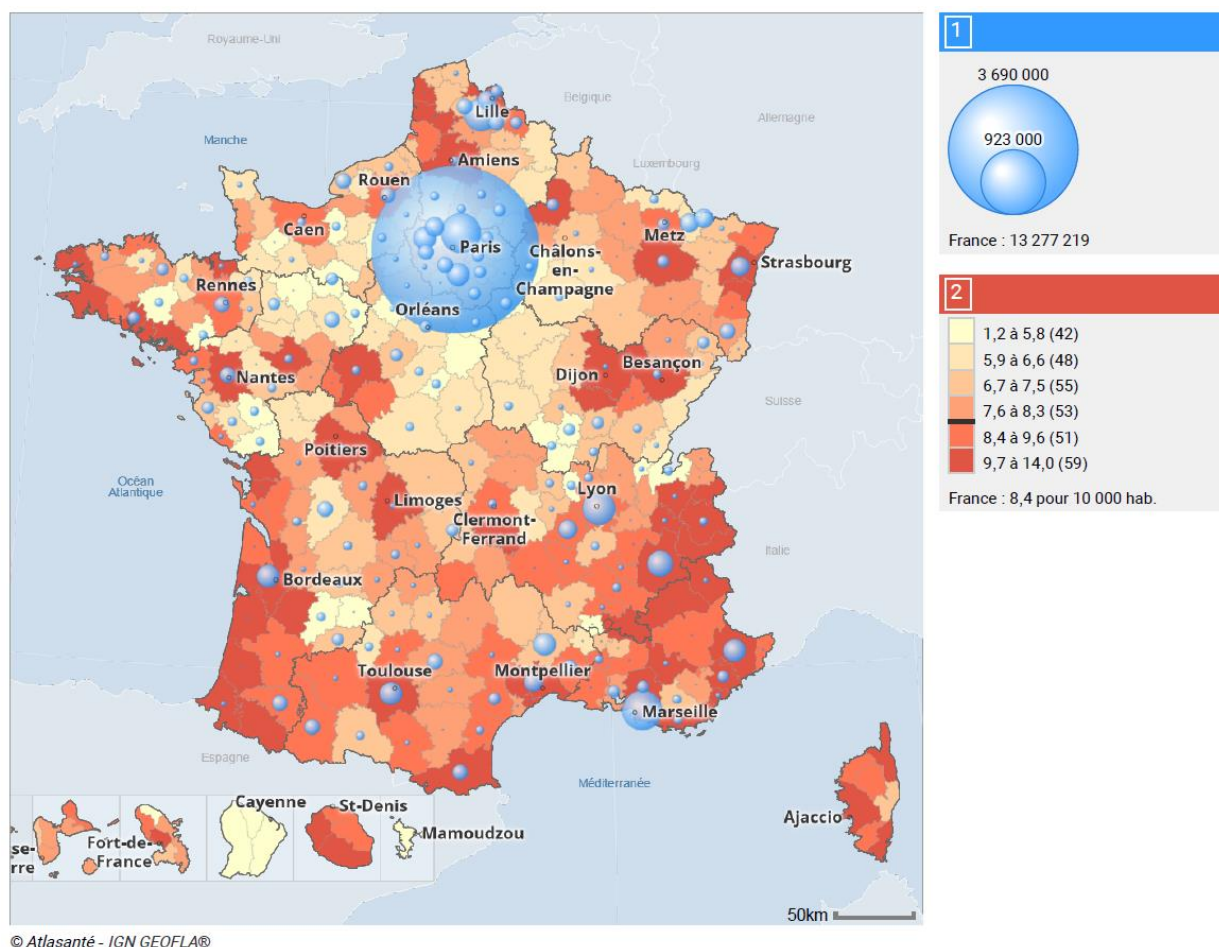 Royaume-Uni
Belgique
Allemagne
Luxembourg
Manche
Lille
Amiens
Rouen
Caen
Paris
Châlons-
en-
Champagne
Metz
Strasbourg
Rennes
Orléans
Nantes
Dijon
Besançon
Suisse
Poitiers
Océan
Atlantique
Limoges
Clermont-
Ferrand
Lyon
Italie
Bordeaux
Toulouse
Montpellier
Marseille
Espagne
Méditerranée
Ajaccio
se-
rre
Fort-de-
France
Cayenne
St-Denis
Mamoudzou
50km
© Atlasanté - IGN GEOFLA®
1
3 690 000
923 000
France : 13 277 219
2
1,2 à 5,8 (42)
5,9 à 6,6 (48)
6,7 à 7,5 (55)
7,6 à 8,3 (53)
8,4 à 9,6 (51)
9,7 à 14,0 (59)
France : 8,4 pour 10 000 hab.